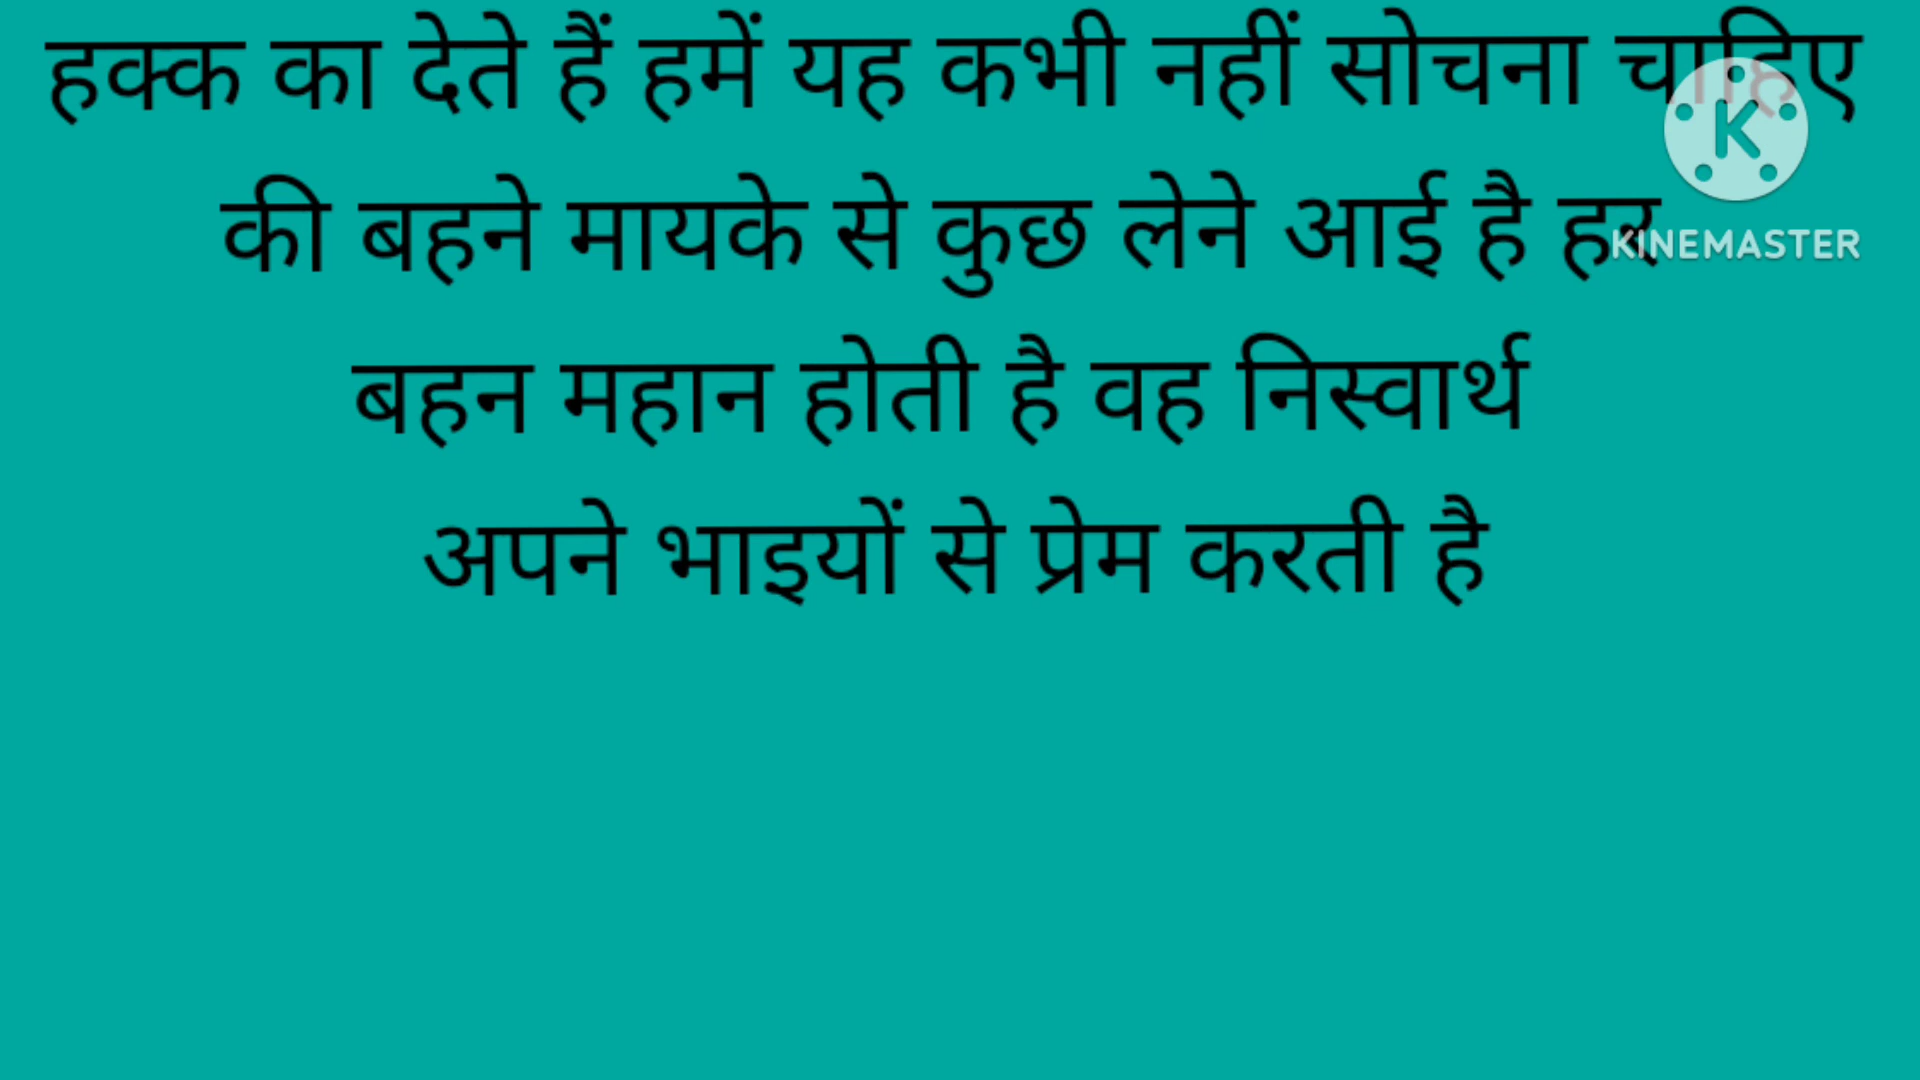 हक्क का देते हैं हमें यह कभी नहीं सोचना चाहिए
की बहने मायके से कुछ लेने आई है हर
बहन महान होती है वह निस्वार्थ
अपने भाइयों से प्रेम करती है
K
KINEMASTER